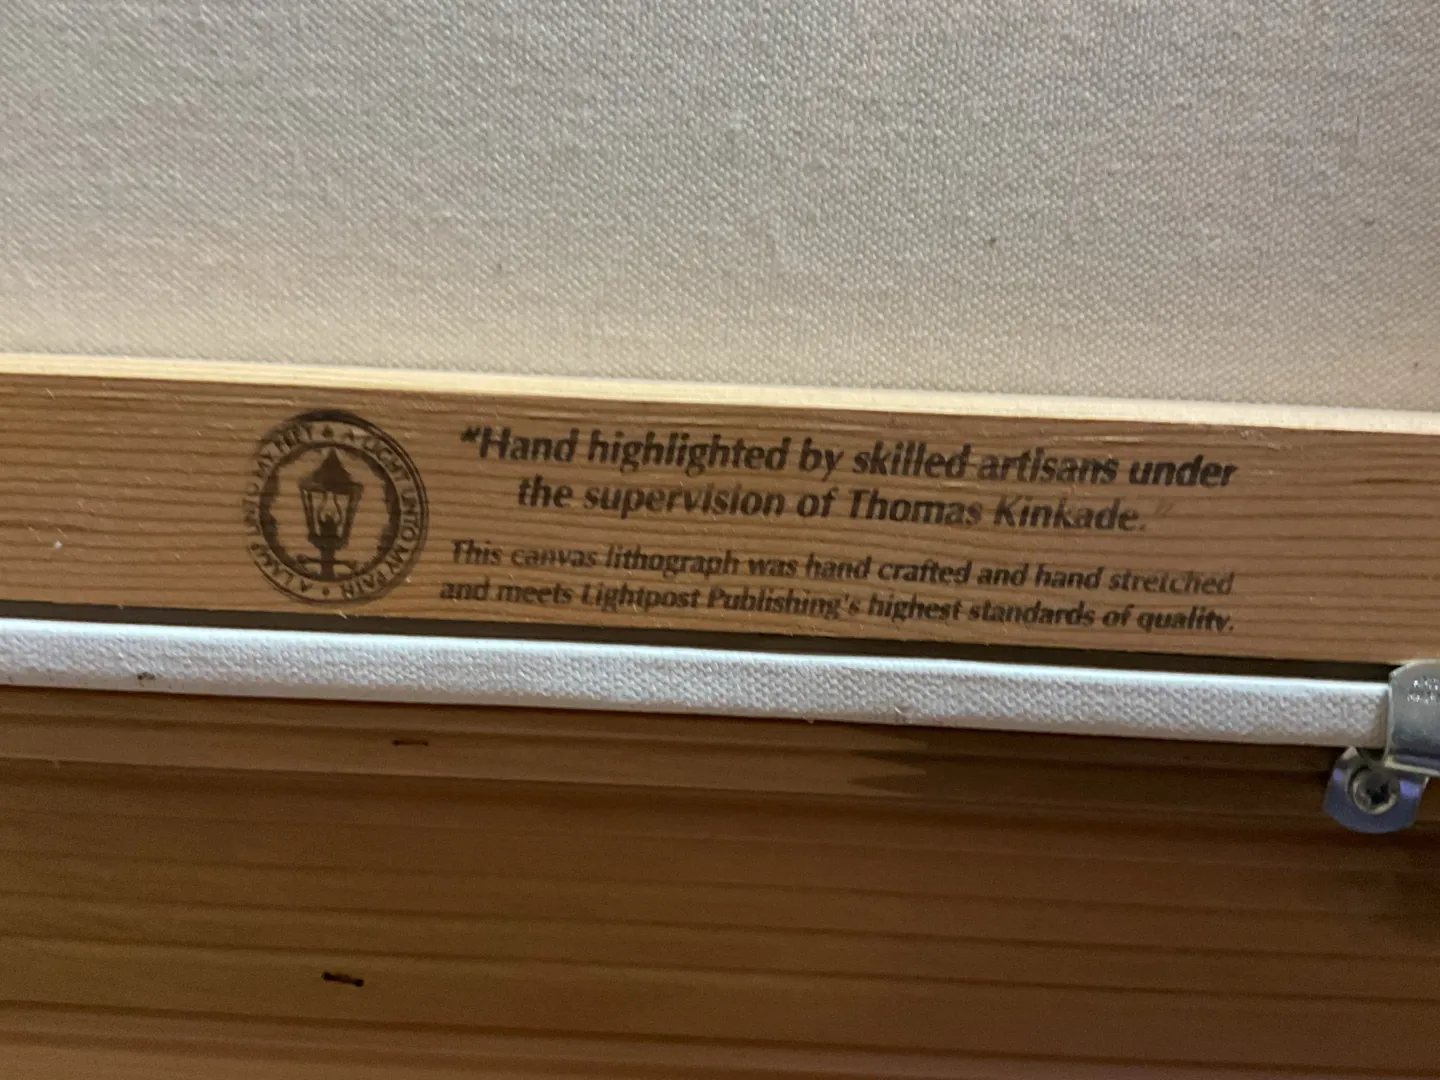 "Hand highlighted by skilled artisans under
the supervision of Thomas Kinkade."
This canvas lithograph was hand crafted and hand stretched
and meets Lightpost Publishing's highest standards of quality.
A LAMP UNTO MY FEET • A LIGHT UNTO MY PATH •